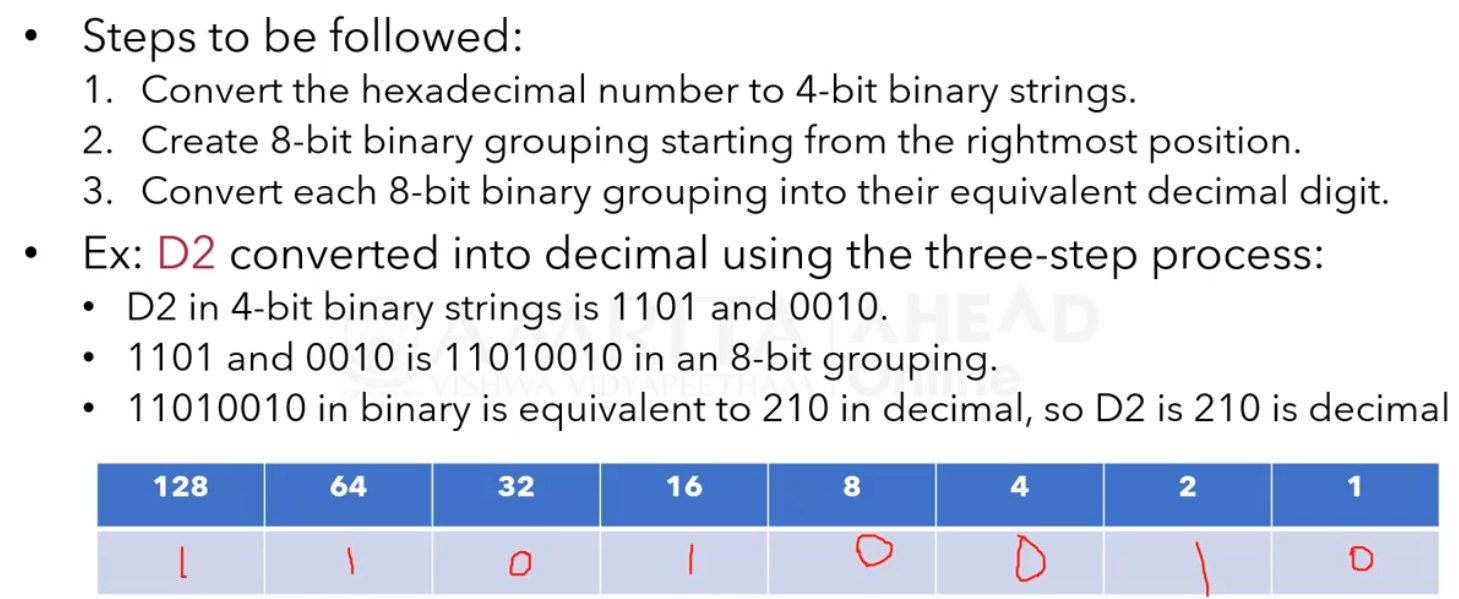 • Steps to be followed:
1. Convert the hexadecimal number to 4-bit binary strings.
2. Create 8-bit binary grouping starting from the rightmost position.
3. Convert each 8-bit binary grouping into their equivalent decimal digit.
• Ex: D2 converted into decimal using the three-step process:
• D2 in 4-bit binary strings is 1101 and 0010.
• 1101 and 0010 is 11010010 in an 8-bit grouping.
• 11010010 in binary is equivalent to 210 in decimal, so D2 is 210 is decimal
AMRITA AHEAD
VISHWA VIDYAPEETHAM Online
128 64 32 16 8 4 2 1
1 1 0 1 0 0 1 0